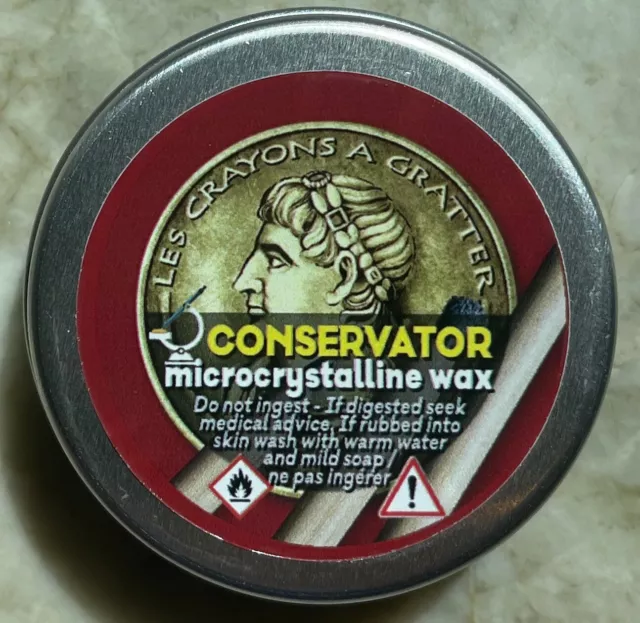 LES CRAYONS A GRATTER
CONSERVATOR
microcrystalline wax
Do not ingest - If digested seek
medical advice, If rubbed into
skin wash with warm water
and mild soap /
ne pas ingérer